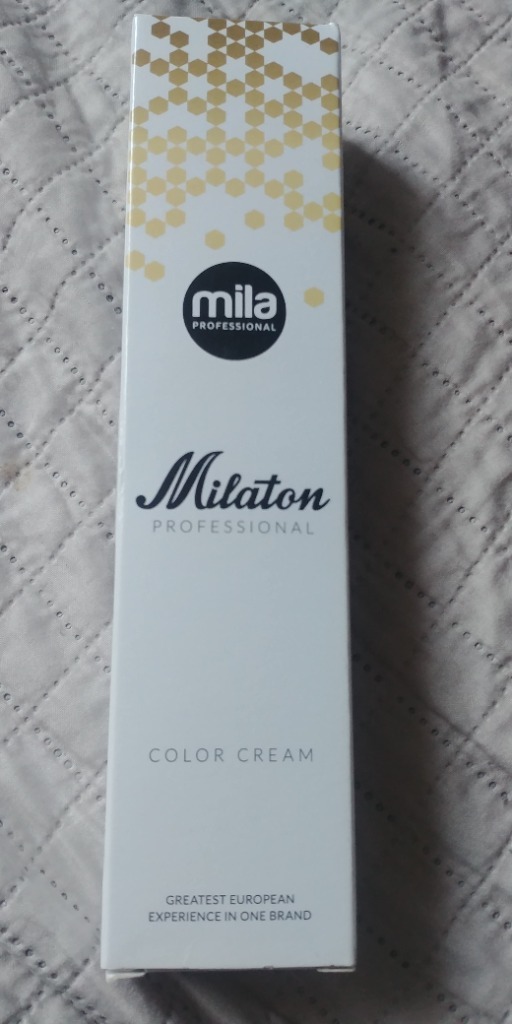 mila
PROFESSIONAL
Milaton
PROFESSIONAL
COLOR CREAM
GREATEST EUROPEAN
EXPERIENCE IN ONE BRAND